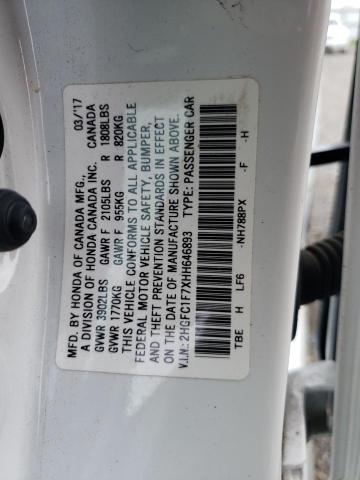 MFD. BY HONDA OF CANADA MFG., 03/'17
A DIVISION OF HONDA CANADA INC. CANADA
GVWR 3902LBS GAWR F 2105LBS R 1808LBS
GVWR 1770KG GAWR F 955KG R 820KG
THIS VEHICLE CONFORMS TO ALL APPLICABLE
FEDERAL MOTOR VEHICLE SAFETY, BUMPER,
AND THEFT PREVENTION STANDARDS IN EFFECT
ON THE DATE OF MANUFACTURE SHOWN ABOVE.
V.I.N.: 2HGFC1F7XHH646893 TYPE: PASSENGER CAR
TBE H LF6 -NH788PX -F -H